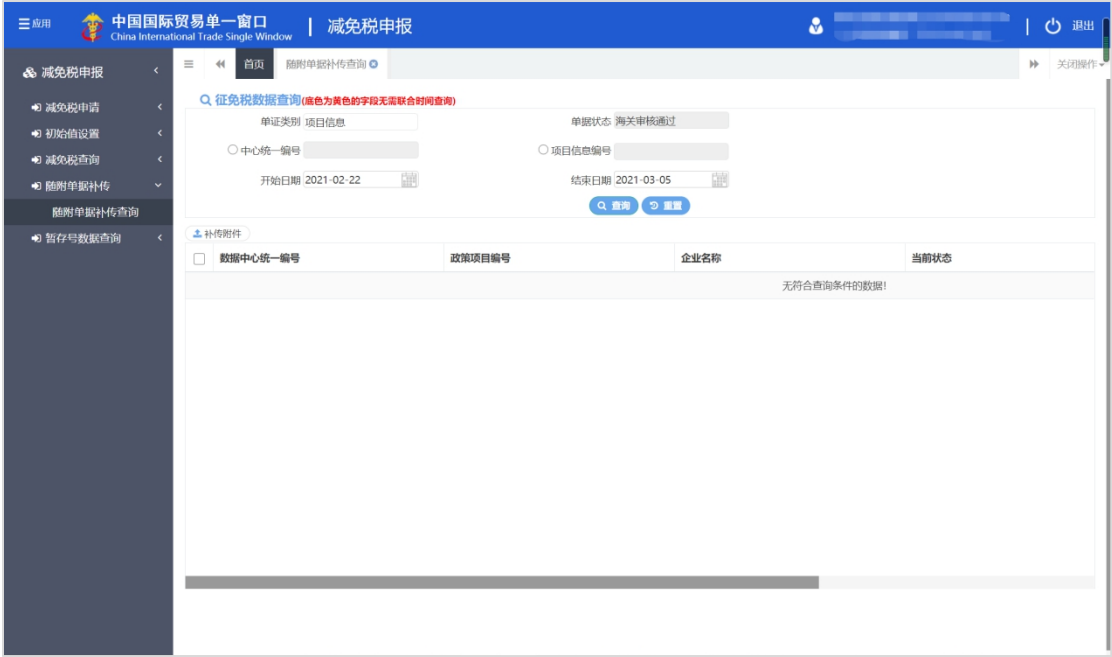 应用
中国国际贸易单一窗口
China International Trade Single Window
减免税申报
退出
减免税申报
首页
随附单据补传查询
关闭操作
减免税申请
初始值设置
减免税查询
随附单据补传
随附单据补传查询
暂存号数据查询
征免税数据查询(底色为黄色的字段无需联合时间查询)
单证类别 项目信息 单据状态 海关审核通过
中心统一编号 项目信息编号
开始日期 2021-02-22 结束日期 2021-03-05
查询 重置
补传附件
数据中心统一编号 政策项目编号 企业名称 当前状态
无符合查询条件的数据!